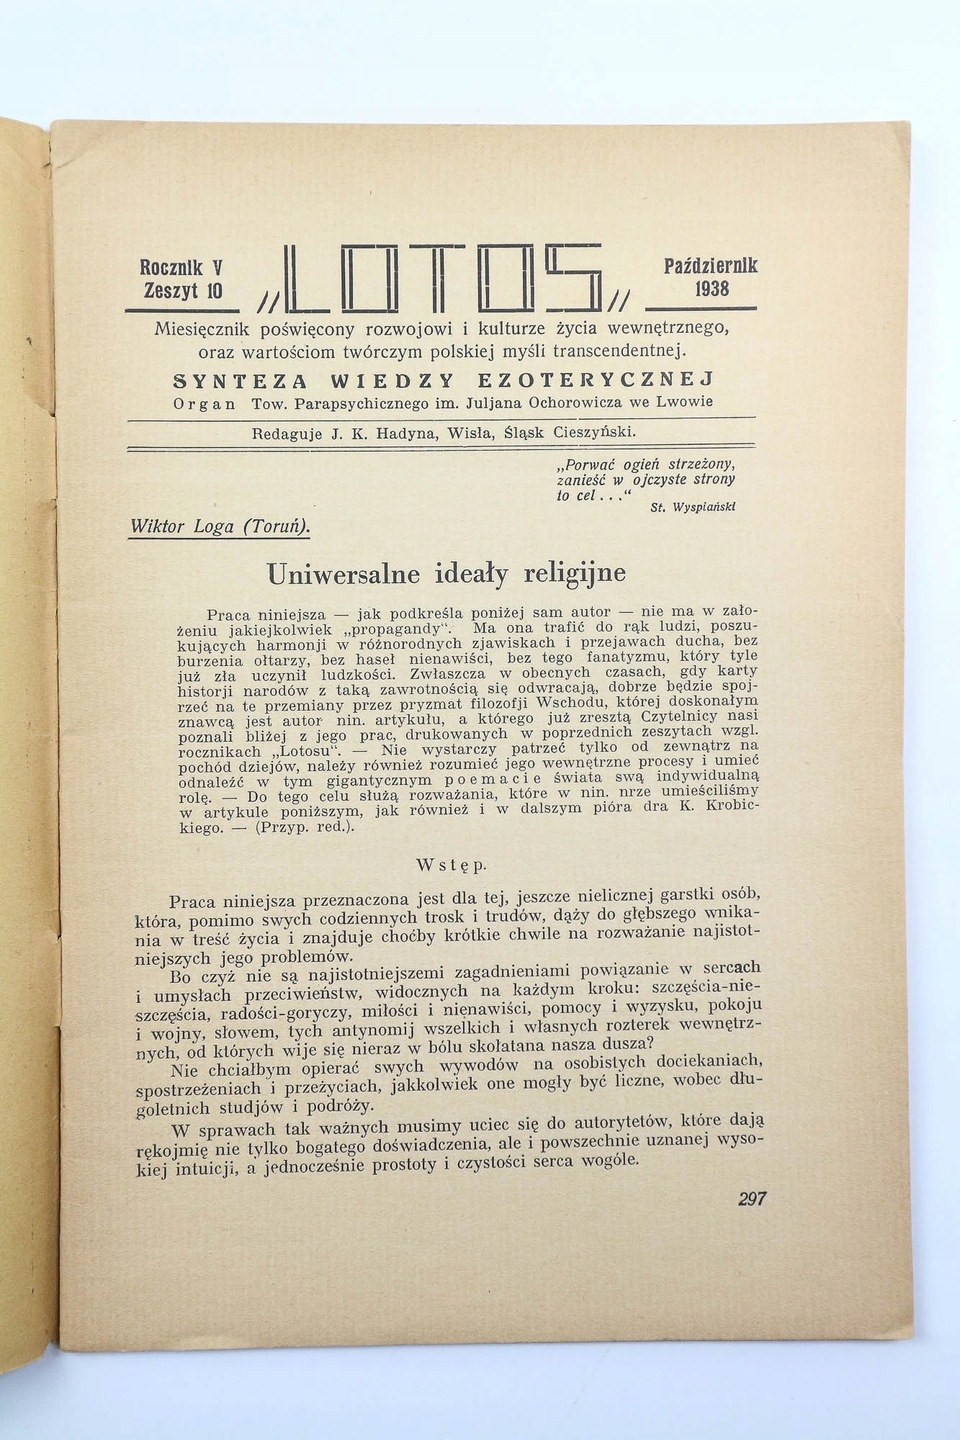 Rocznik V
Zeszyt 10
„LOTOS„
Październik
1938
Miesięcznik poświęcony rozwojowi i kulturze życia wewnętrznego,
oraz wartościom twórczym polskiej myśli transcendentnej.
SYNTEZA WIEDZY EZOTERYCZNEJ
Organ Tow. Parapsychicznego im. Juljana Ochorowicza we Lwowie
Redaguje J. K. Hadyna, Wisła, Śląsk Cieszyński.
„Porwać ogień strzeżony,
zanieść w ojczyste strony
to cel . . .“
St. Wyspiański
Wiktor Loga (Toruń).
Uniwersalne ideały religijne
Praca niniejsza — jak podkreśla poniżej sam autor — nie ma w zało-
żeniu jakiejkolwiek „propagandy“. Ma ona trafić do rąk ludzi, poszu-
kujących harmonji w różnorodnych zjawiskach i przejawach ducha, bez
burzenia ołtarzy, bez haseł nienawiści, bez tego fanatyzmu, który tyle
już zła uczynił ludzkości. Zwłaszcza w obecnych czasach, gdy karty
historji narodów z taką zawrotnością się odwracają, dobrze będzie spoj-
rzeć na te przemiany przez pryzmat filozofji Wschodu, której doskonałym
znawcą jest autor nin. artykułu, a którego już zresztą Czytelnicy nasi
poznali bliżej z jego prac, drukowanych w poprzednich zeszytach wzgl.
rocznikach „Lotosu“. — Nie wystarczy patrzeć tylko od zewnątrz na
pochód dziejów, należy również rozumieć jego wewnętrzne procesy i umieć
odnaleźć w tym gigantycznym poemacie świata swą indywidualną
rolę. — Do tego celu służą rozważania, które w nin. nrze umieściliśmy
w artykule poniższym, jak również i w dalszym pióra dra K. Krobic-
kiego. — (Przyp. red.).
Wstęp.
Praca niniejsza przeznaczona jest dla tej, jeszcze nielicznej garstki osób,
która, pomimo swych codziennych trosk i trudów, dąży do głębszego wnika-
nia w treść życia i znajduje choćby krótkie chwile na rozważanie najistot-
niejszych jego problemów.
Bo czyż nie są najistotniejszemi zagadnieniami powiązanie w sercach
i umysłach przeciwieństw, widocznych na każdym kroku: szczęścia-nie-
szczęścia, radości-goryczy, miłości i nienawiści, pomocy i wyzysku, pokoju
i wojny, słowem, tych antynomij wszelkich i własnych rozterek wewnętrz-
nych, od których wije się nieraz w bólu skołatana nasza dusza?
Nie chciałbym opierać swych wywodów na osobistych dociekaniach,
spostrzeżeniach i przeżyciach, jakkolwiek one mogły być liczne, wobec dłu-
goletnich studjów i podróży.
W sprawach tak ważnych musimy uciec się do autorytetów, które dają
rękojmię nie tylko bogatego doświadczenia, ale i powszechnie uznanej wyso-
kiej intuicji, a jednocześnie prostoty i czystości serca wogóle.
297